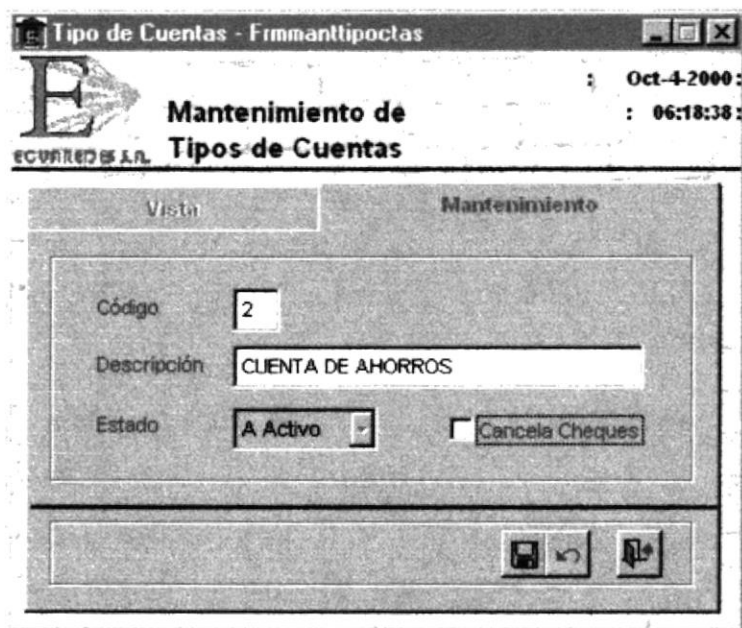 Tipo de Cuentas - Frmmanttipoctas
E
ECUAREDES S.A.
Mantenimiento de
Tipos de Cuentas
: Oct-4-2000:
: 06:18:38:
Vista
Mantenimiento
Código 2
Descripción CUENTA DE AHORROS
Estado A Activo Cancela Cheques